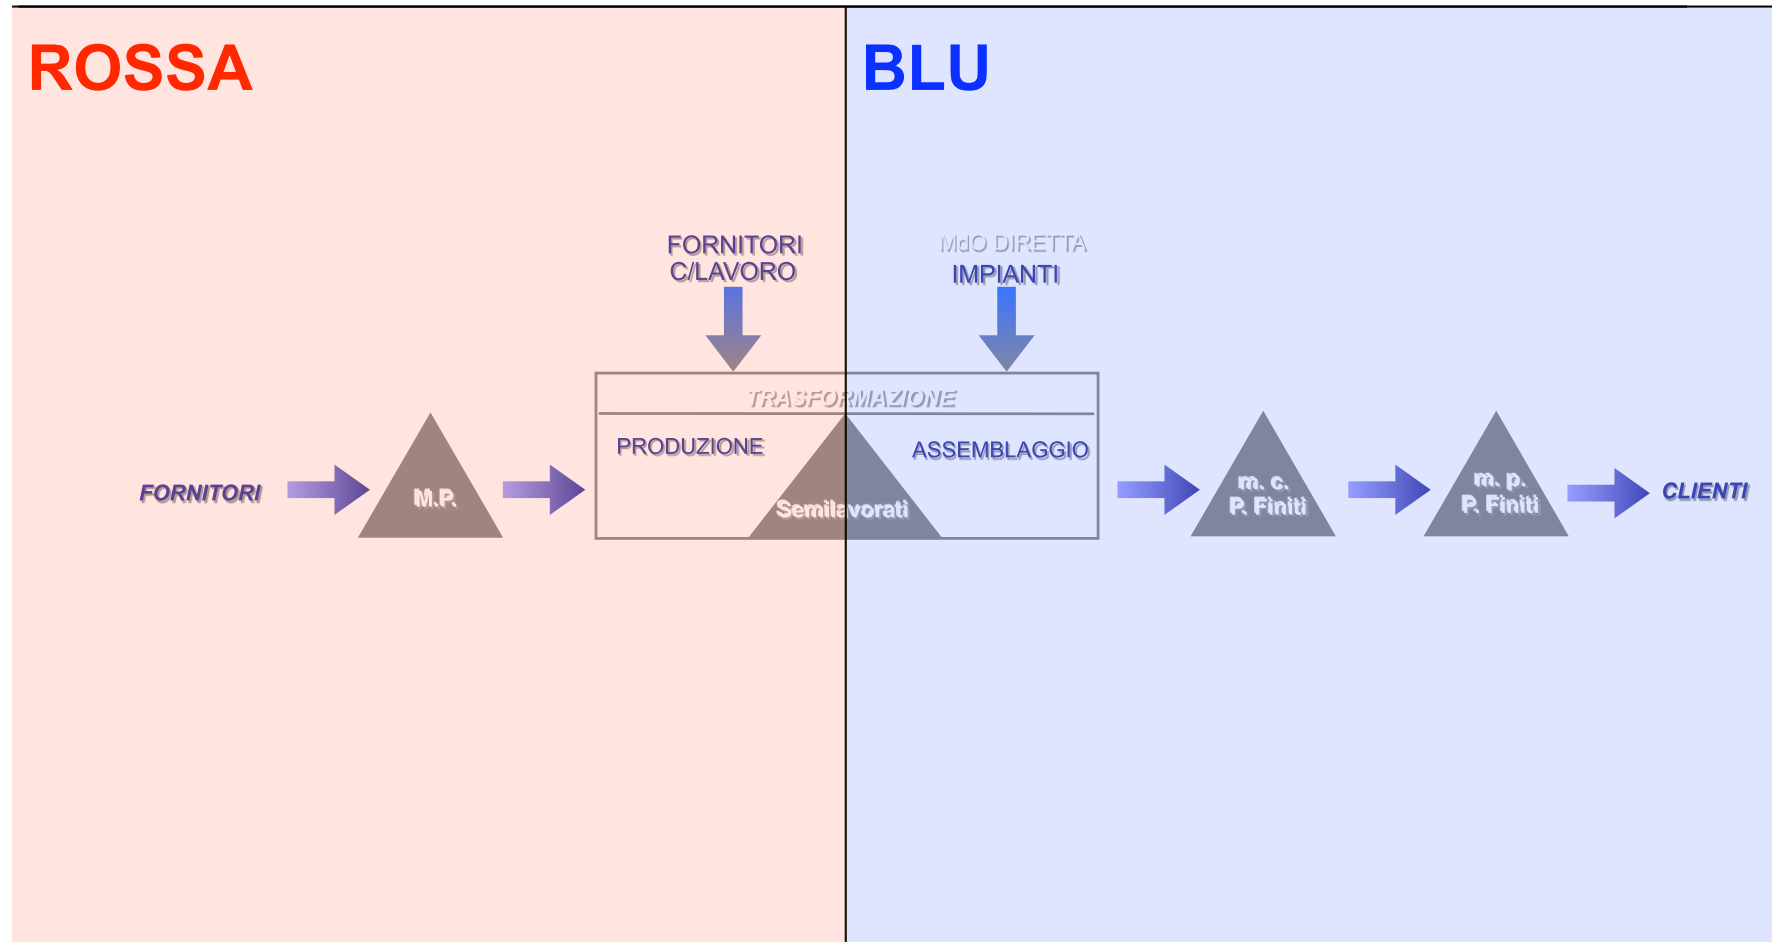 ROSSA
BLU
FORNITORI
C/LAVORO
MdO DIRETTA
IMPIANTI
TRASFORMAZIONE
PRODUZIONE
ASSEMBLAGGIO
FORNITORI
M.P.
Semilavorati
m. c.
P. Finiti
m. p.
P. Finiti
CLIENTI